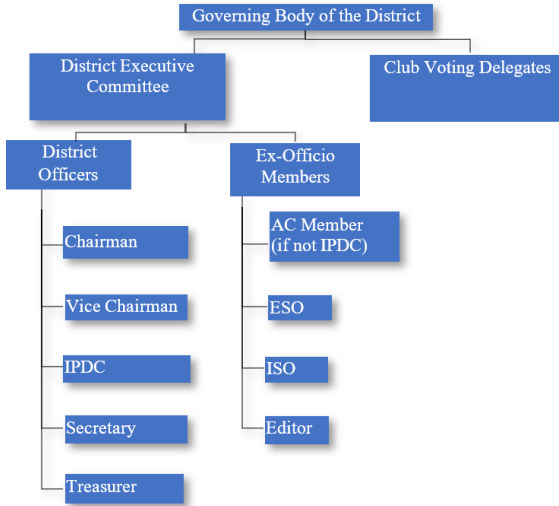 Governing Body of the District
District Executive
Committee
Club Voting Delegates
District
Officers
Ex-Officio
Members
Chairman
Vice Chairman
IPDC
Secretary
Treasurer
AC Member
(if not IPDC)
ESO
ISO
Editor